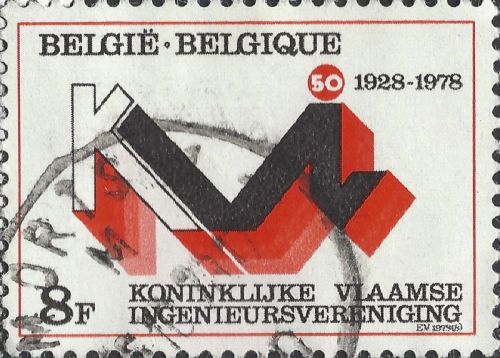 BELGIË·BELGIQUE
50 1928-1978
8F KONINKLIJKE VLAAMSE
INGENIEURSVERENIGING